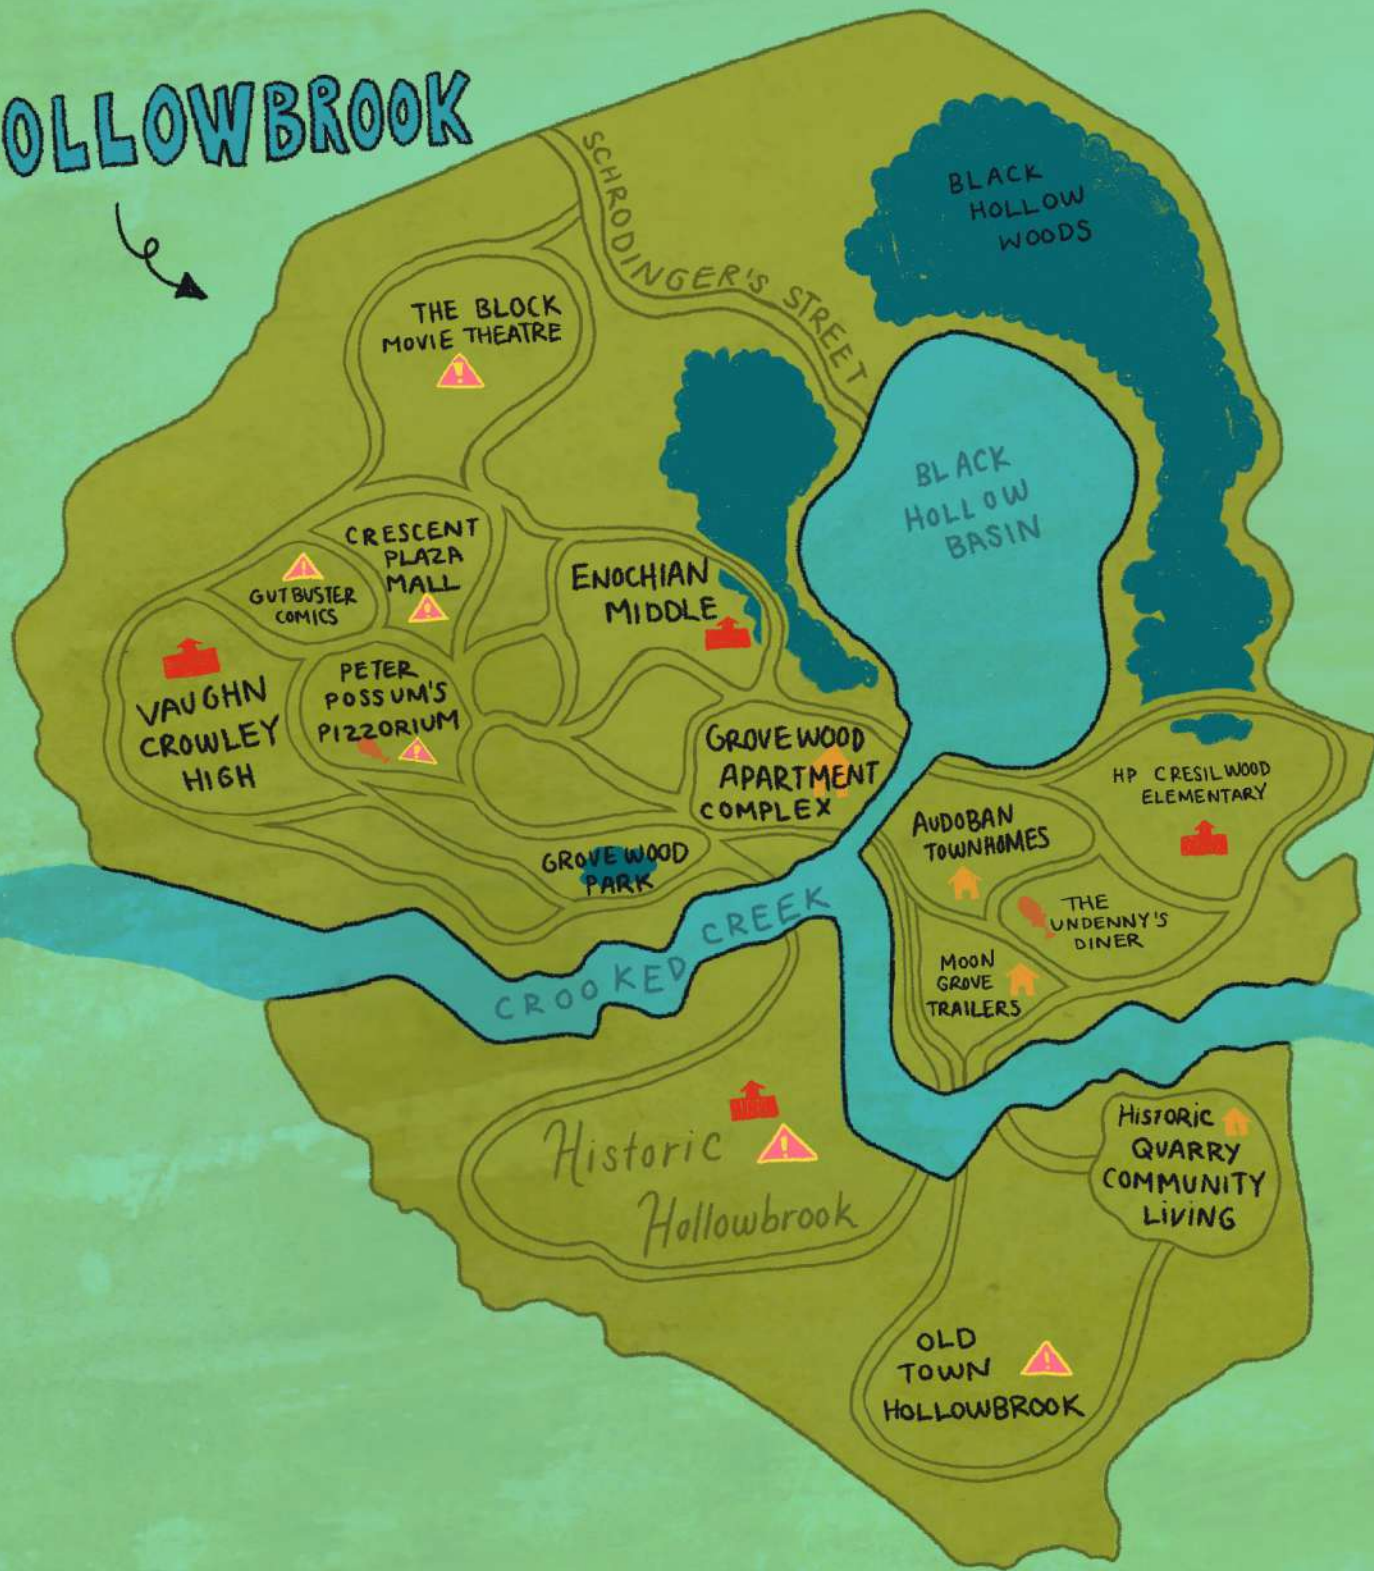 OLLOWBROOK
SCHRODINGER'S STREET
BLACK
HOLLOW
WOODS
THE BLOCK
MOVIE THEATRE
BLACK
HOLLOW
BASIN
CRESCENT
PLAZA
MALL
GUTBUSTER
COMICS
ENOCHIAN
MIDDLE
VAUGHN
CROWLEY
HIGH
PETER
POSSUM'S
PIZZORIUM
GROVEWOOD
APARTMENT
COMPLEX
HP CRESILWOOD
ELEMENTARY
AUDOBAN
TOWNHOMES
GROVEWOOD
PARK
THE
UNDENNY'S
DINER
CROOKED CREEK
MOON
GROVE
TRAILERS
Historic
Hollowbrook
HISTORIC
QUARRY
COMMUNITY
LIVING
OLD
TOWN
HOLLOWBROOK